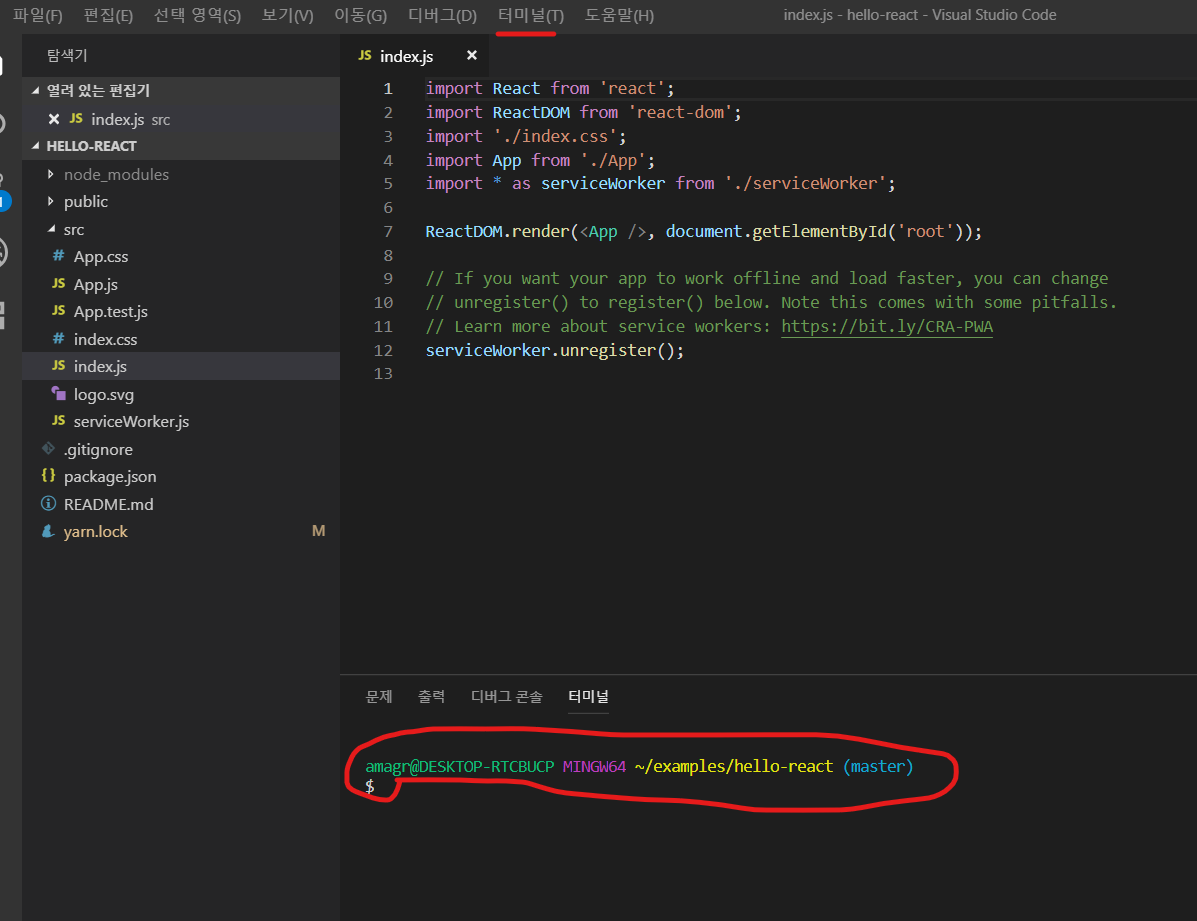 파일(F) 편집(E) 선택 영역(S) 보기(V) 이동(G) 디버그(D) 터미널(T) 도움말(H) index.js - hello-react - Visual Studio Code
탐색기
열려 있는 편집기
JS index.js src
HELLO-REACT
node_modules
public
src
# App.css
JS App.js
JS App.test.js
# index.css
JS index.js
logo.svg
JS serviceWorker.js
.gitignore
{} package.json
README.md
yarn.lock M
JS index.js
1 import React from 'react';
2 import ReactDOM from 'react-dom';
3 import './index.css';
4 import App from './App';
5 import * as serviceWorker from './serviceWorker';
6
7 ReactDOM.render(<App />, document.getElementById('root'));
8
9 // If you want your app to work offline and load faster, you can change
10 // unregister() to register() below. Note this comes with some pitfalls.
11 // Learn more about service workers: https://bit.ly/CRA-PWA
12 serviceWorker.unregister();
13
문제 출력 디버그 콘솔 터미널
amagr@DESKTOP-RTCBUCP MINGW64 ~/examples/hello-react (master)
$